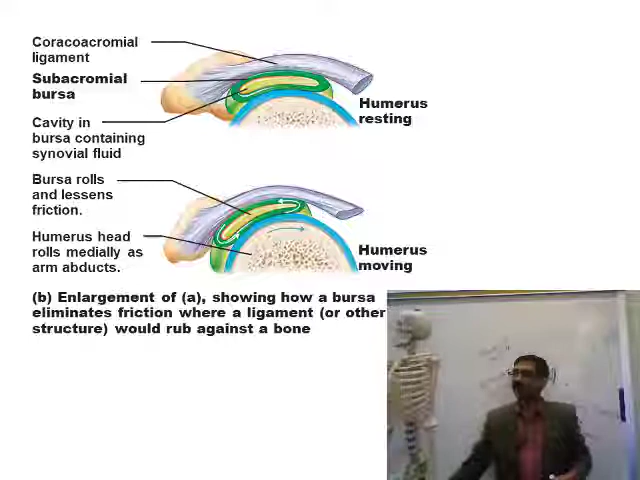 Coracoacromial
ligament
Subacromial
bursa
Cavity in
bursa containing
synovial fluid
Humerus
resting
Bursa rolls
and lessens
friction.
Humerus head
rolls medially as
arm abducts.
Humerus
moving
(b) Enlargement of (a), showing how a bursa
eliminates friction where a ligament (or other
structure) would rub against a bone